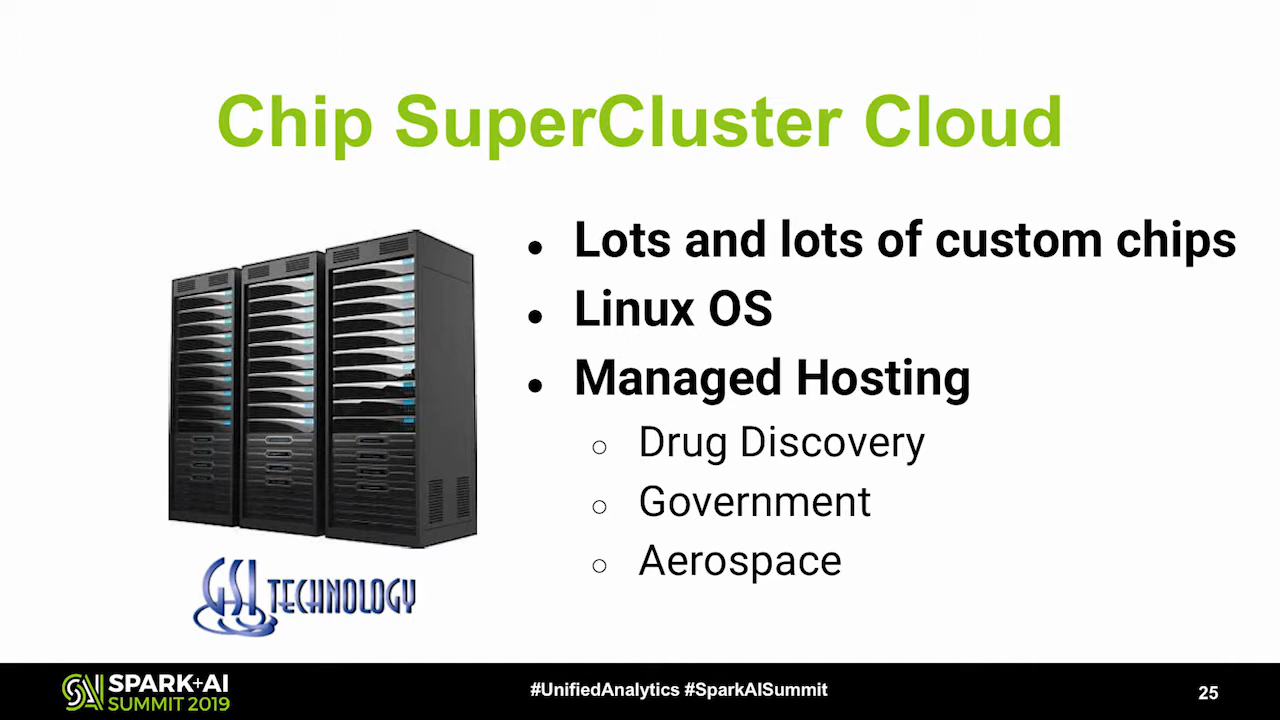 Chip SuperCluster Cloud
Lots and lots of custom chips
Linux OS
Managed Hosting
Drug Discovery
Government
Aerospace
GSI TECHNOLOGY
SPARK+AI
SUMMIT 2019
#UnifiedAnalytics #SparkAISummit
25